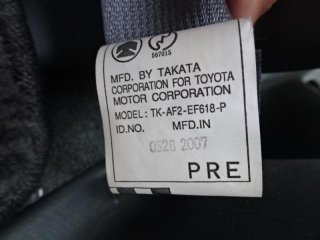 667015
MFD. BY TAKATA
CORPORATION FOR TOYOTA
MOTOR CORPORATION
MODEL: TK-AF2-EF618-P
ID.NO. MFD.IN
0328 2007
PRE